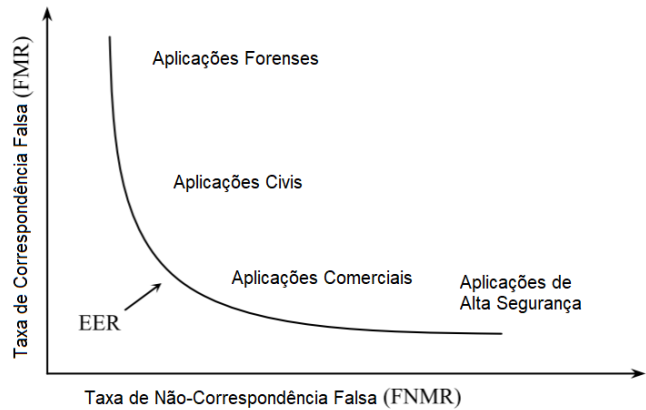 Taxa de Correspondência Falsa (FMR)
Aplicações Forenses
Aplicações Civis
Aplicações Comerciais
Aplicações de
Alta Segurança
EER
Taxa de Não-Correspondência Falsa (FNMR)